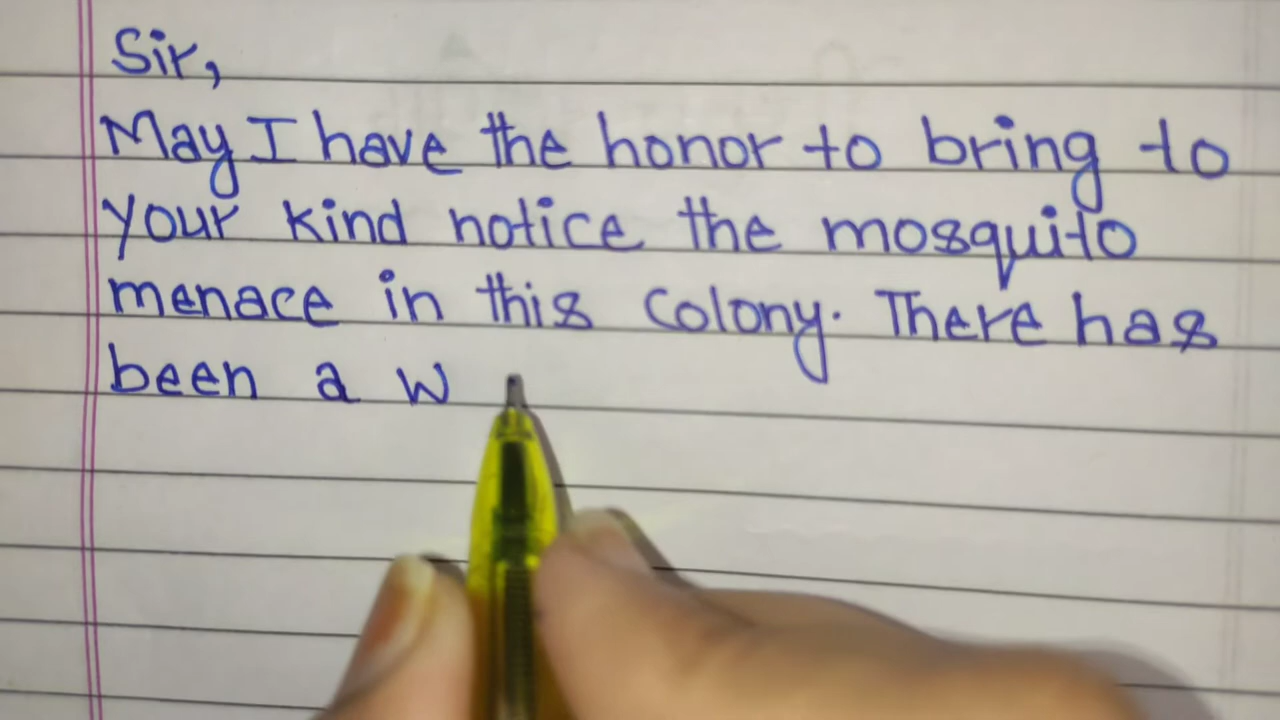 Sir,
May I have the honor to bring to
your kind notice the mosquito
menace in this colony. There has
been a w